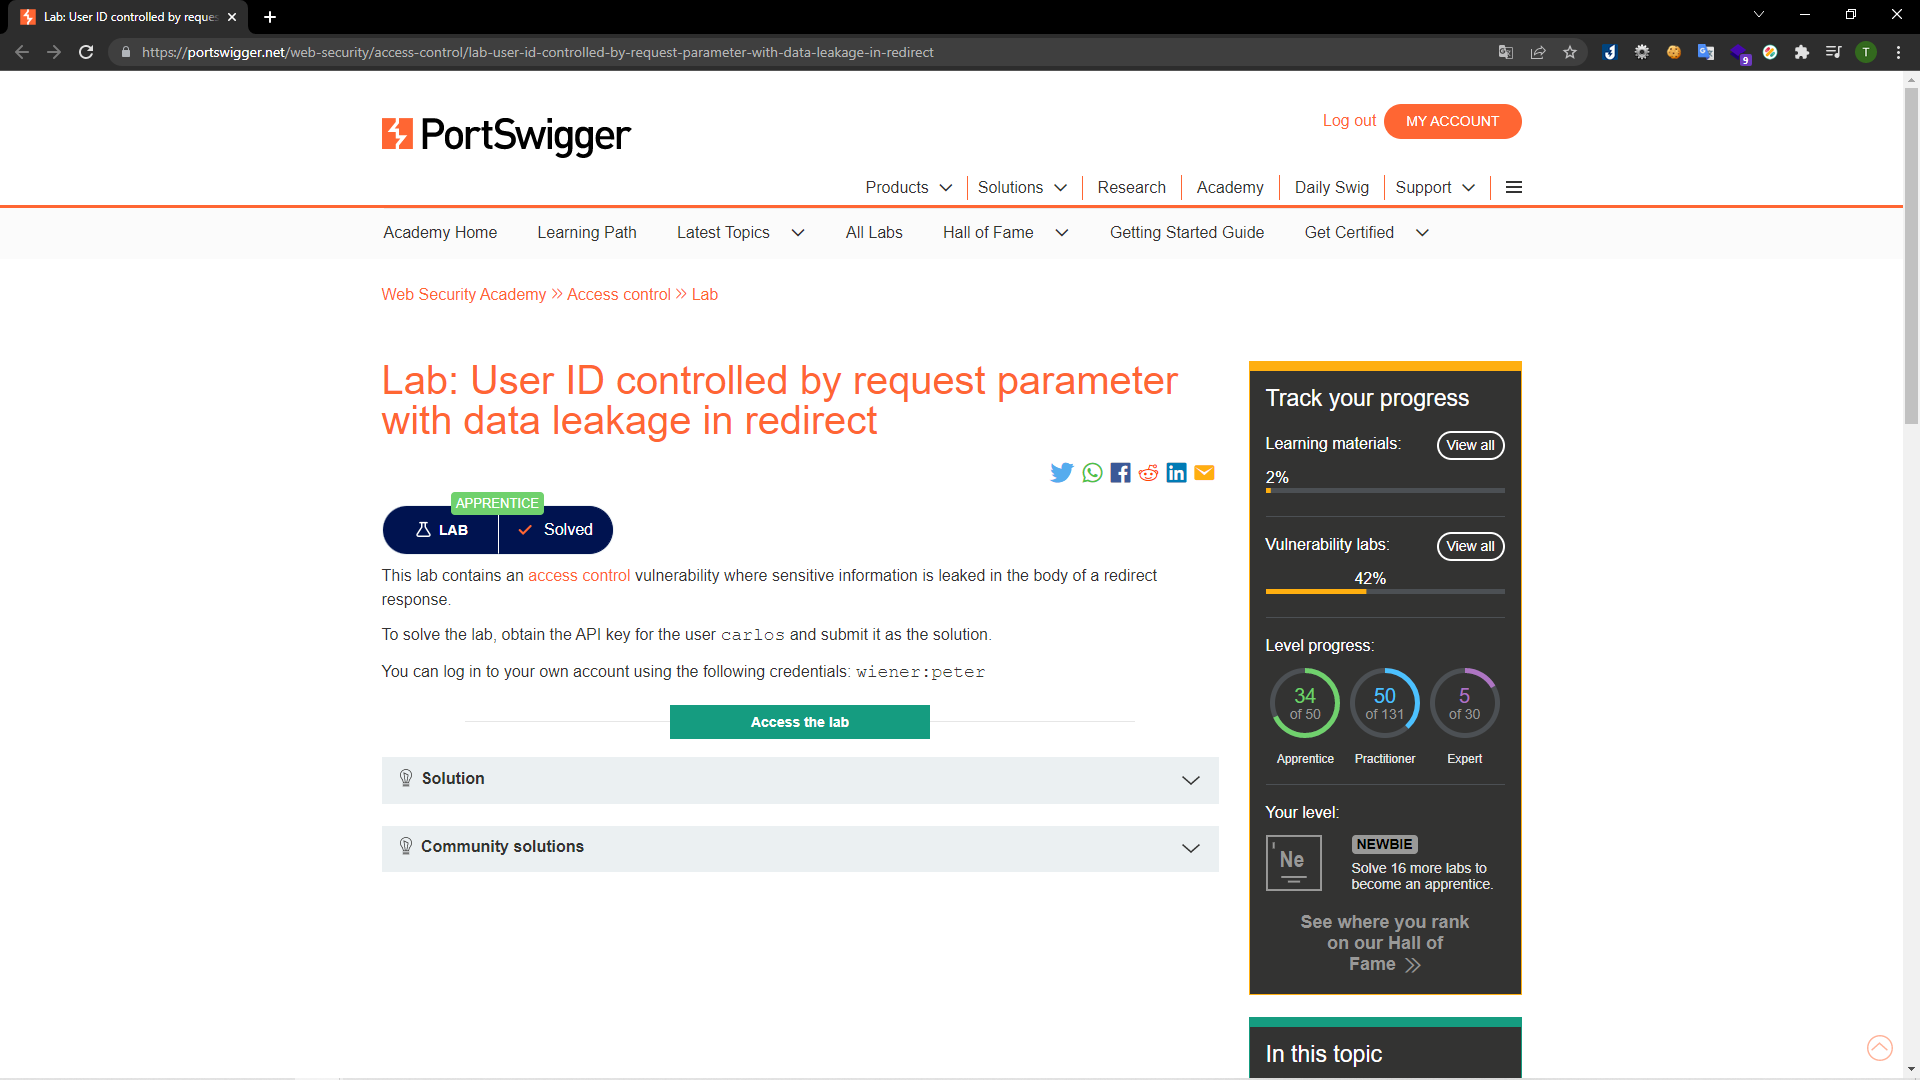 Lab: User ID controlled by reques
https://portswigger.net/web-security/access-control/lab-user-id-controlled-by-request-parameter-with-data-leakage-in-redirect
9
T
PortSwigger
Log out
MY ACCOUNT
Products
Solutions
Research
Academy
Daily Swig
Support
Academy Home
Learning Path
Latest Topics
All Labs
Hall of Fame
Getting Started Guide
Get Certified
Web Security Academy » Access control » Lab
Lab: User ID controlled by request parameter
with data leakage in redirect
APPRENTICE
LAB
Solved
This lab contains an access control vulnerability where sensitive information is leaked in the body of a redirect
response.
To solve the lab, obtain the API key for the user carlos and submit it as the solution.
You can log in to your own account using the following credentials: wiener:peter
Access the lab
Solution
Community solutions
Track your progress
Learning materials:
View all
2%
Vulnerability labs:
View all
42%
Level progress:
34
of 50
50
of 131
5
of 30
Apprentice
Practitioner
Expert
Your level:
Ne
NEWBIE
Solve 16 more labs to
become an apprentice.
See where you rank
on our Hall of
Fame »
In this topic